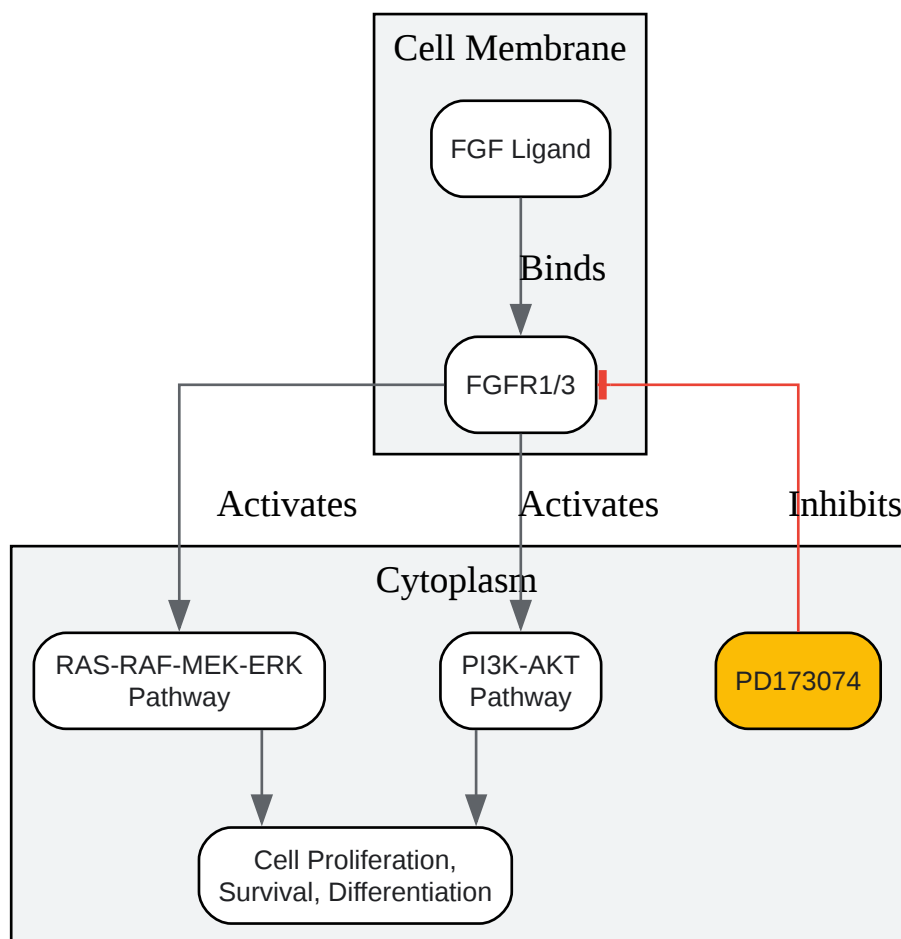 Cell Membrane
FGF Ligand
Binds
FGFR1/3
Activates
Activates
Inhibits
Cytoplasm
RAS-RAF-MEK-ERK
Pathway
PI3K-AKT
Pathway
PD173074
Cell Proliferation,
Survival, Differentiation